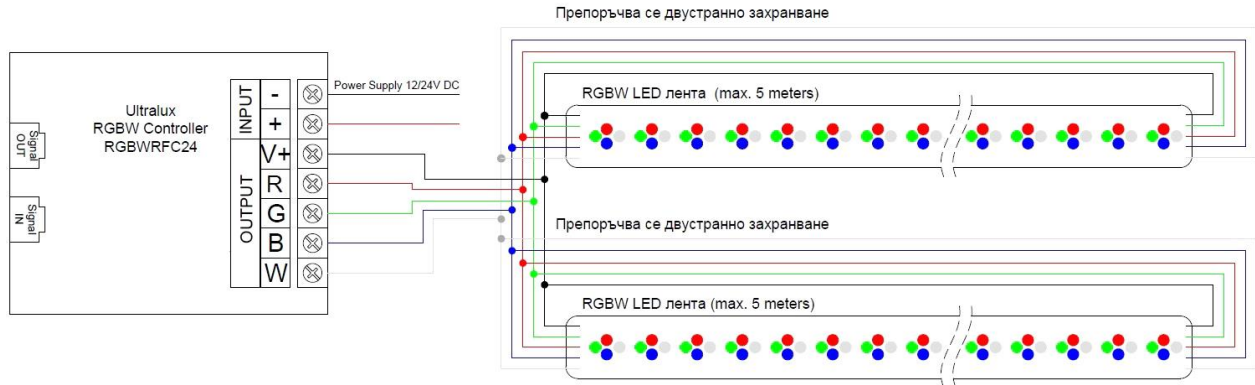 Препоръчва се двустранно захранване
Ultralux
RGBW Controller
RGBWRFC24
Signal
OUT
Signal
IN
INPUT
-
+
OUTPUT
V+
R
G
B
W
Power Supply 12/24V DC
RGBW LED лента (max. 5 meters)
Препоръчва се двустранно захранване
RGBW LED лента (max. 5 meters)